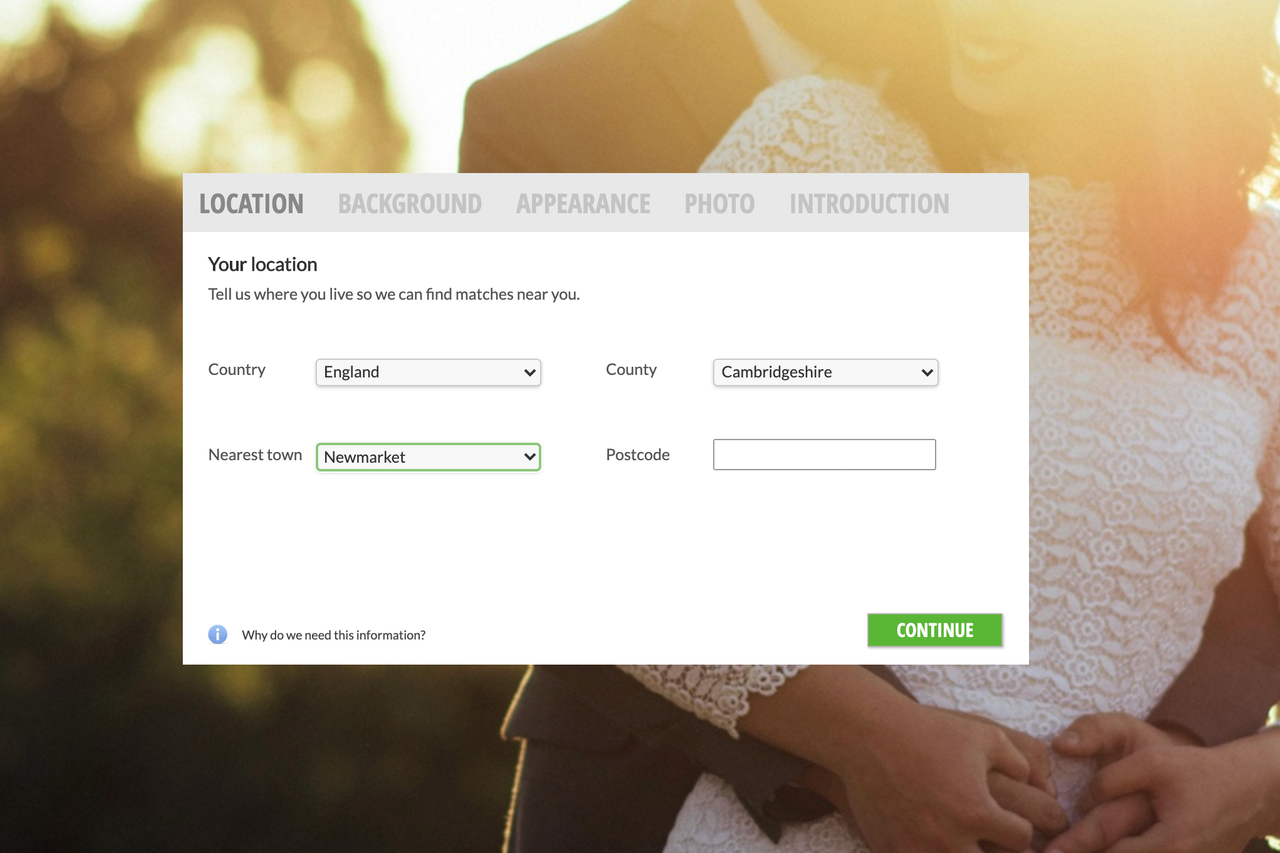 LOCATION BACKGROUND APPEARANCE PHOTO INTRODUCTION
Your location
Tell us where you live so we can find matches near you.
Country England County Cambridgeshire
Nearest town Newmarket Postcode
Why do we need this information? CONTINUE